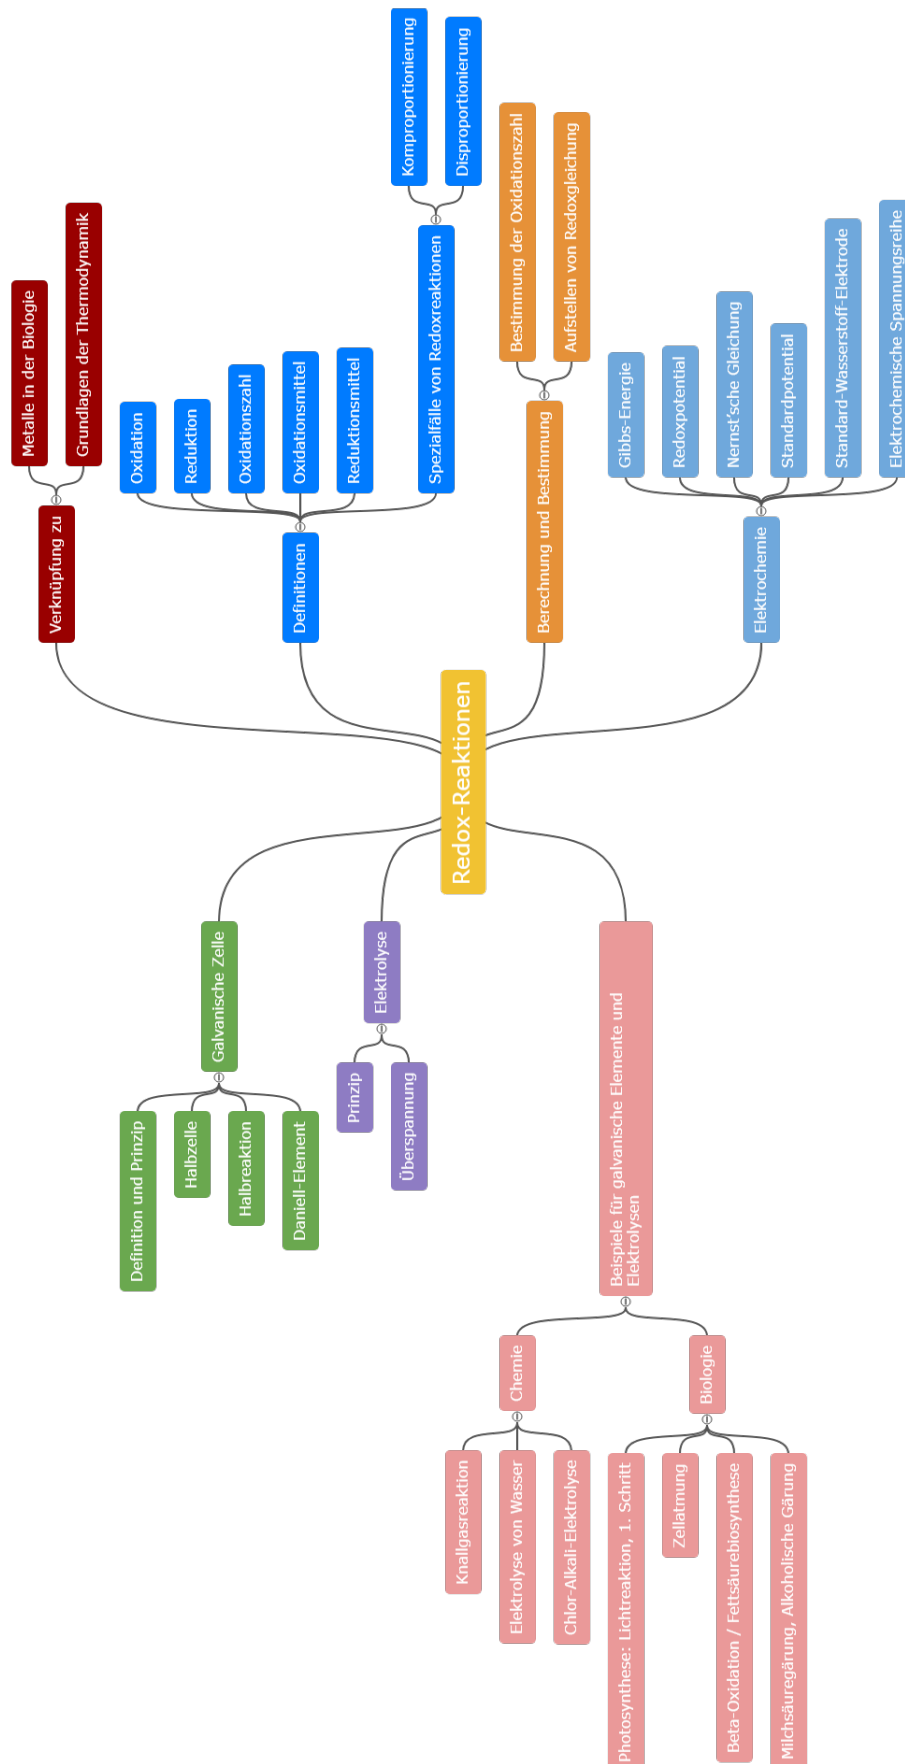 Redox-Reaktionen
Verknüpfung zu
Metalle in der Biologie
Grundlagen der Thermodynamik
Definitionen
Oxidation
Reduktion
Oxidationszahl
Oxidationsmittel
Reduktionsmittel
Spezialfälle von Redoxreaktionen
Komproportionierung
Disproportionierung
Berechnung und Bestimmung
Bestimmung der Oxidationszahl
Aufstellen von Redoxgleichung
Elektrochemie
Gibbs-Energie
Redoxpotential
Nernst'sche Gleichung
Standardpotential
Standard-Wasserstoff-Elektrode
Elektrochemische Spannungsreihe
Galvanische Zelle
Definition und Prinzip
Halbzelle
Halbreaktion
Daniell-Element
Elektrolyse
Prinzip
Überspannung
Beispiele für galvanische Elemente und
Elektrolysen
Chemie
Knallgasreaktion
Elektrolyse von Wasser
Chlor-Alkali-Elektrolyse
Biologie
Photosynthese: Lichtreaktion, 1. Schritt
Zellatmung
Beta-Oxidation / Fettsäurebiosynthese
Milchsäuregärung, Alkoholische Gärung